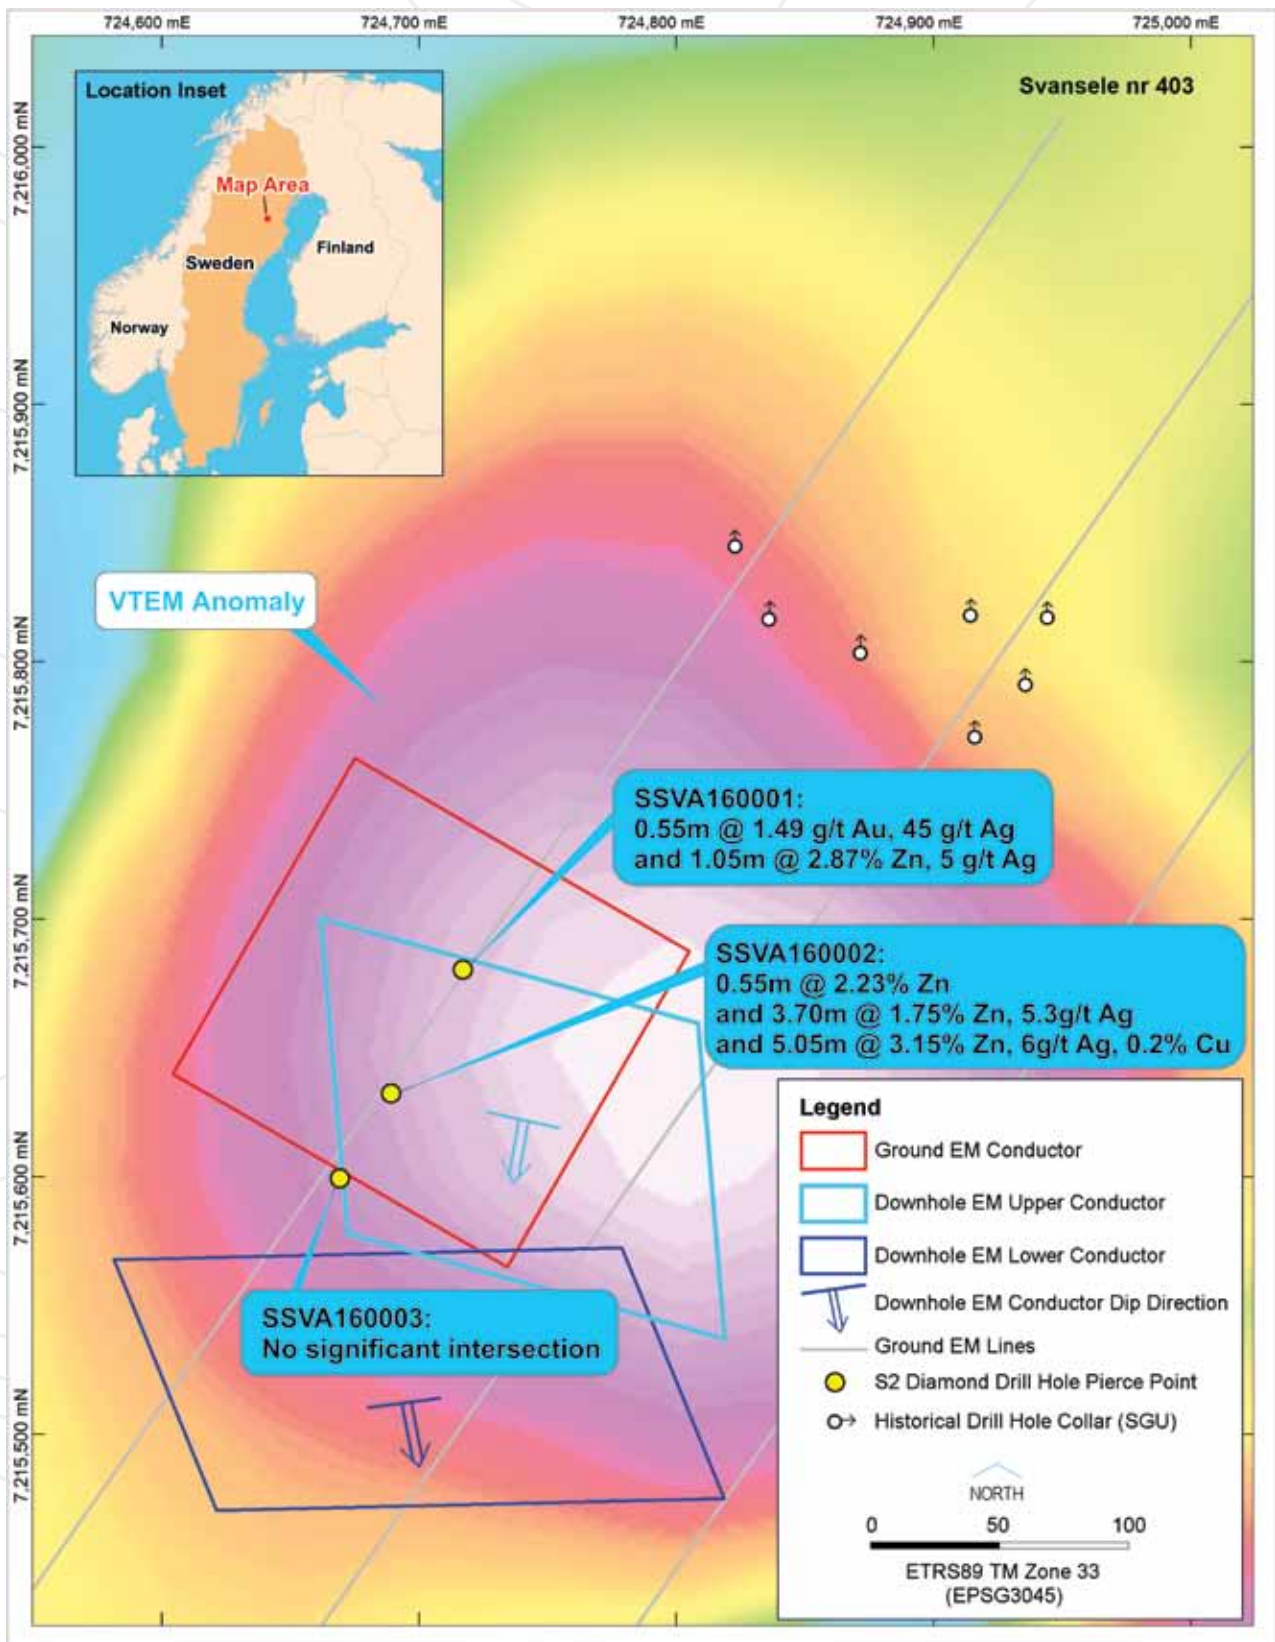 724,600 mE
724,700 mE
724,800 mE
724,900 mE
725,000 mE
Location Inset
Map Area
Sweden
Finland
Norway
Svansele nr 403
7,216,000 mN
7,215,900 mN
7,215,800 mN
7,215,700 mN
7,215,600 mN
7,215,500 mN
VTEM Anomaly
SSVA160001:
0.55m @ 1.49 g/t Au, 45 g/t Ag
and 1.05m @ 2.87% Zn, 5 g/t Ag
SSVA160002:
0.55m @ 2.23% Zn
and 3.70m @ 1.75% Zn, 5.3g/t Ag
and 5.05m @ 3.15% Zn, 6g/t Ag, 0.2% Cu
SSVA160003:
No significant intersection
Legend
Ground EM Conductor
Downhole EM Upper Conductor
Downhole EM Lower Conductor
Downhole EM Conductor Dip Direction
Ground EM Lines
S2 Diamond Drill Hole Pierce Point
Historical Drill Hole Collar (SGU)
NORTH
0 50 100
ETRS89 TM Zone 33
(EPSG3045)